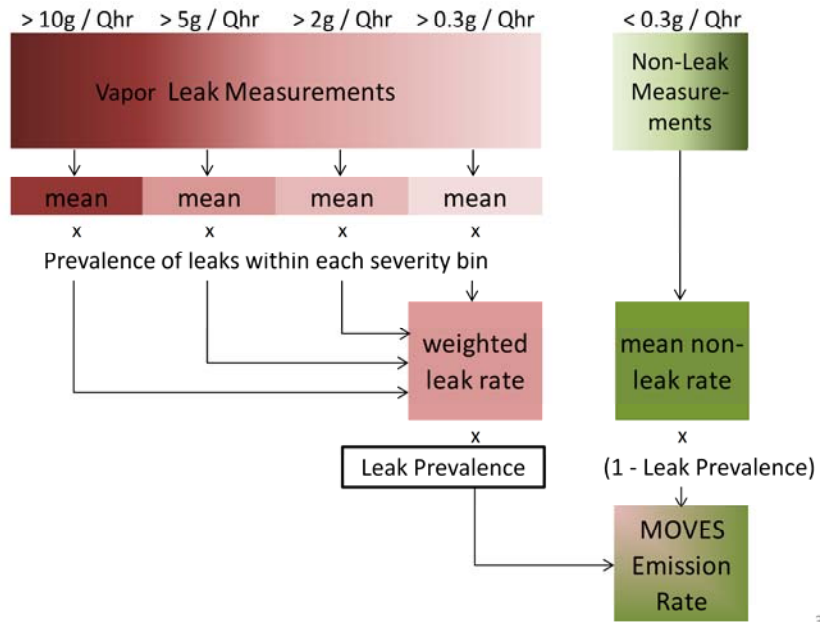 > 10g / Qhr > 5g / Qhr > 2g / Qhr > 0.3g / Qhr < 0.3g / Qhr
Vapor Leak Measurements
Non-Leak
Measure-
ments
mean mean mean mean
x x x x
Prevalence of leaks within each severity bin
weighted
leak rate
mean non-
leak rate
x x
Leak Prevalence
(1 - Leak Prevalence)
MOVES
Emission
Rate